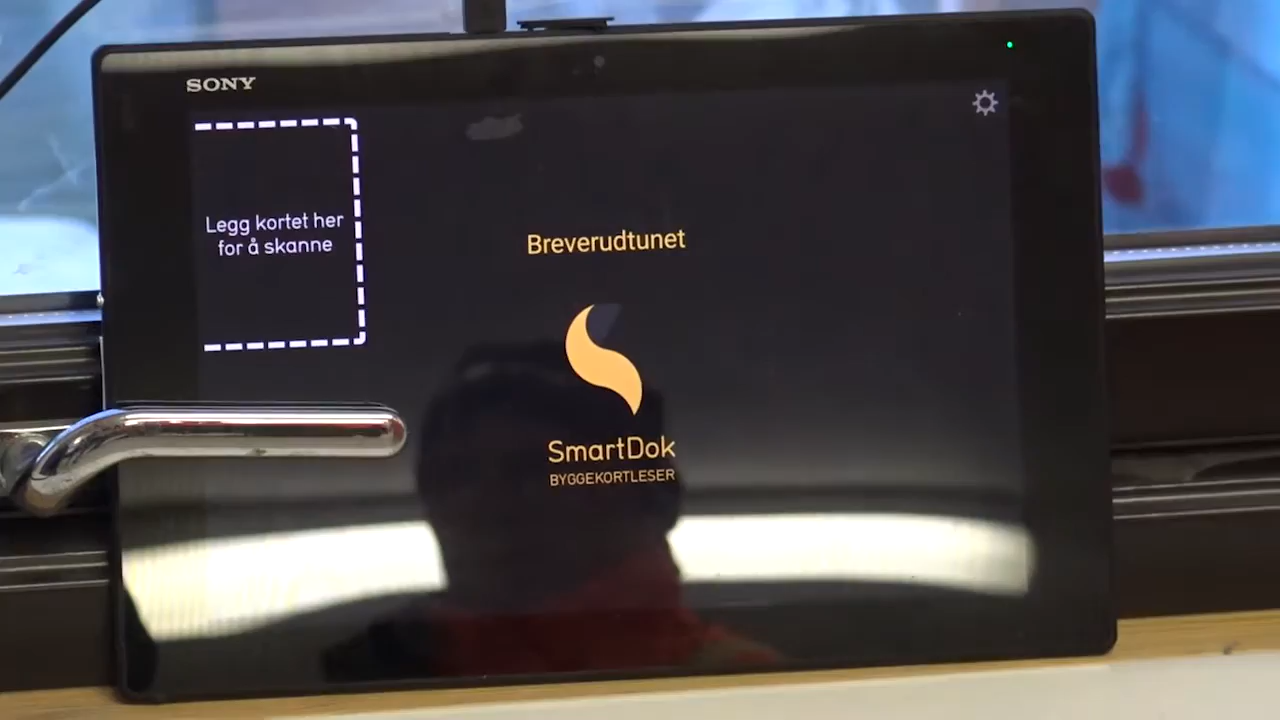 SONY
Legg kortet her
for å skanne
Breverudtunet
SmartDok
BYGGEKORTLESER